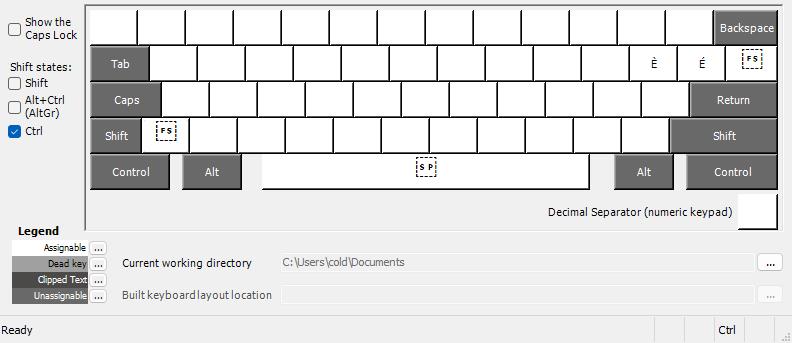 Show the
Caps Lock
Shift states:
Shift
Alt+Ctrl
(AltGr)
Ctrl
Backspace
Tab
È
É
FS
Caps
Return
Shift
FS
Shift
Control
Alt
SP
Alt
Control
Decimal Separator (numeric keypad)
Legend
Assignable ...
Dead key ...
Clipped Text ...
Unassignable ...
Current working directory
C:\Users\cold\Documents
...
Built keyboard layout location
...
Ready
Ctrl